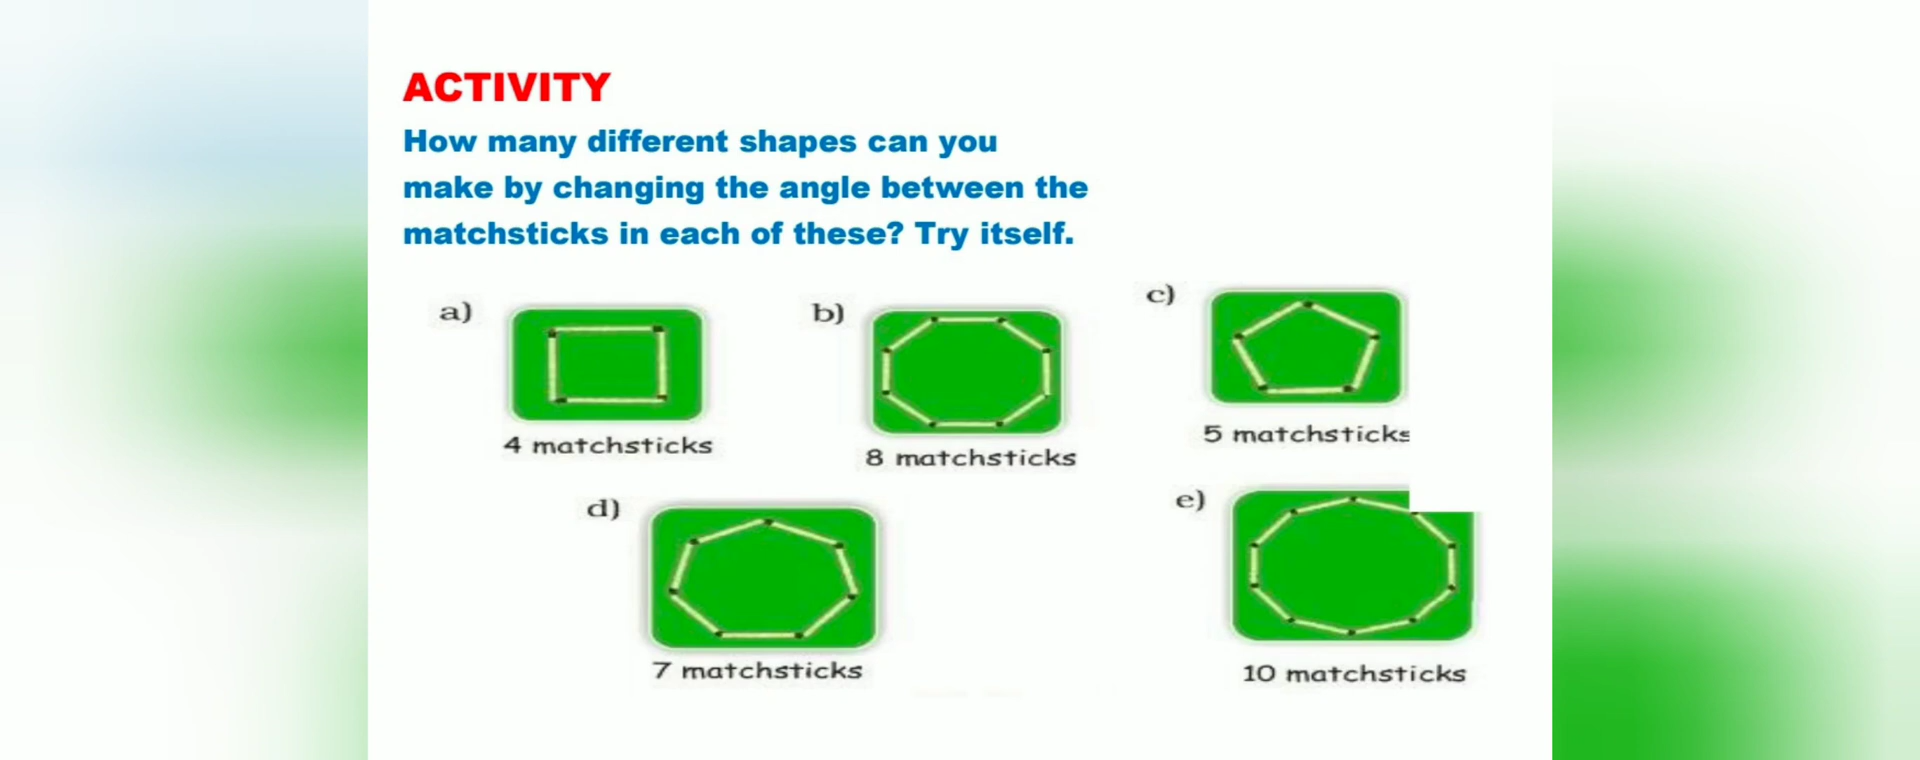 ACTIVITY
How many different shapes can you
make by changing the angle between the
matchsticks in each of these? Try itself.
a)
b)
c)
4 matchsticks
8 matchsticks
5 matchsticks
d)
e)
7 matchsticks
10 matchsticks